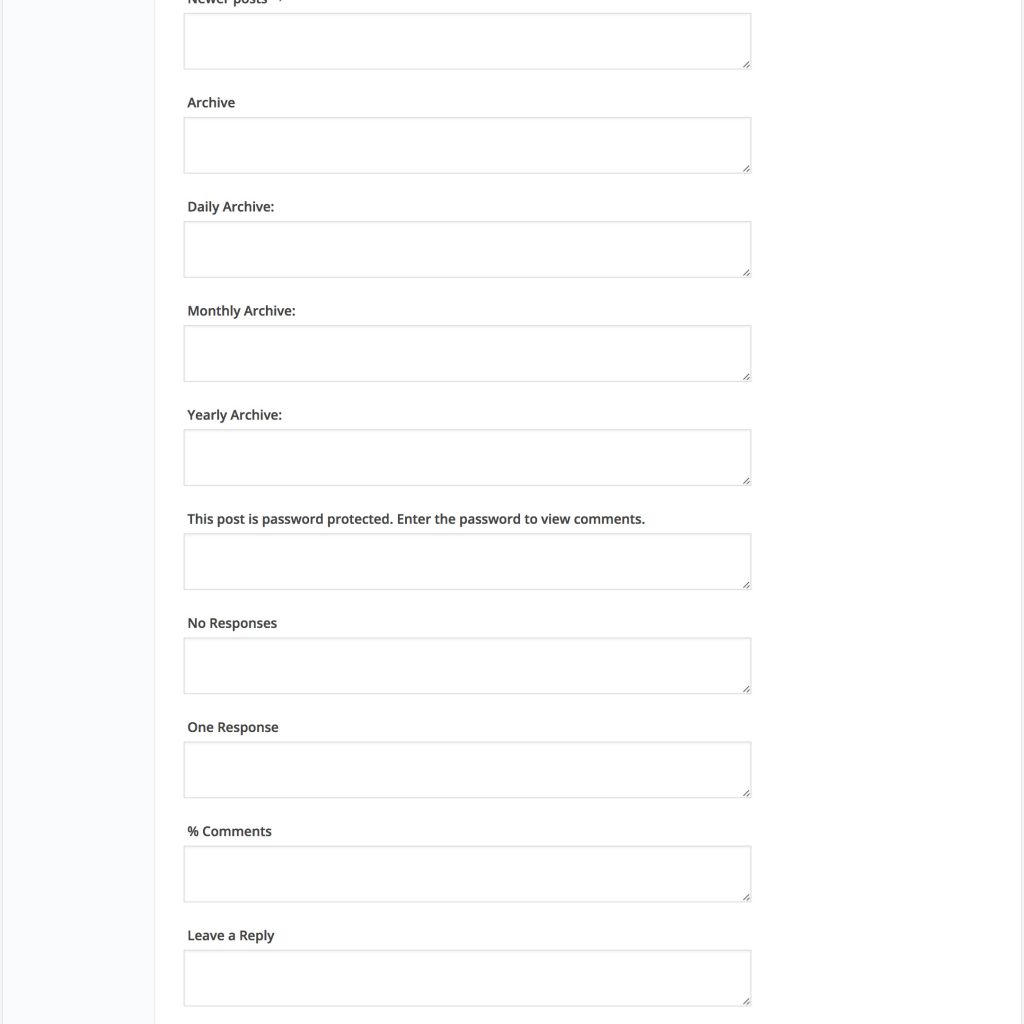 Newer posts
Archive
Daily Archive:
Monthly Archive:
Yearly Archive:
This post is password protected. Enter the password to view comments.
No Responses
One Response
% Comments
Leave a Reply